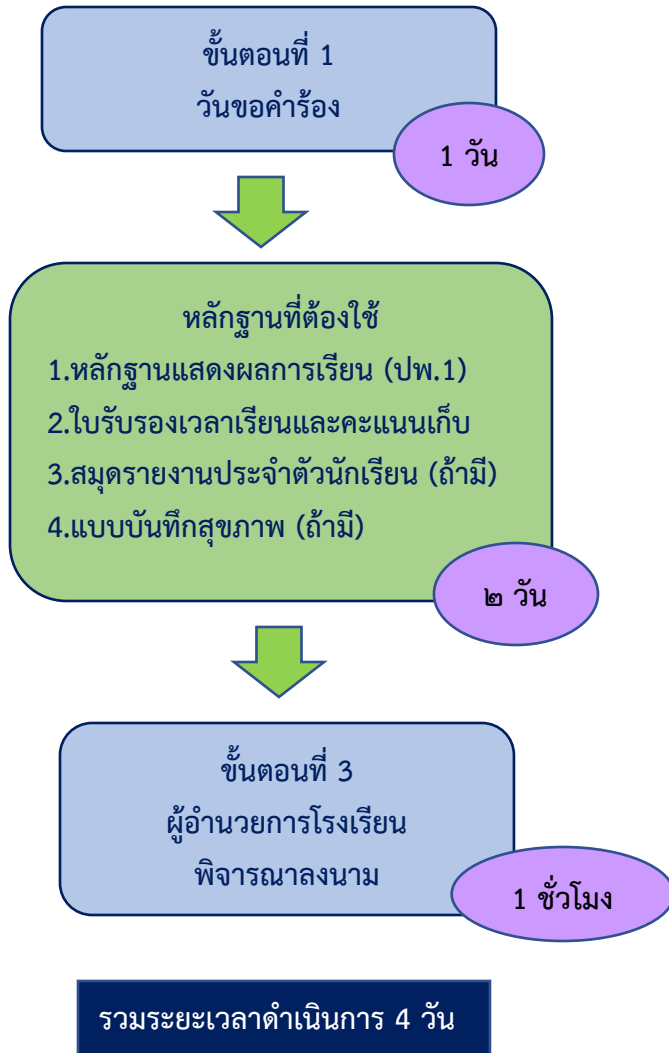 ขั้นตอนที่ 1
วันขอคำร้อง
1 วัน
หลักฐานที่ต้องใช้
1.หลักฐานแสดงผลการเรียน (ปพ.1)
2.ใบรับรองเวลาเรียนและคะแนนเก็บ
3.สมุดรายงานประจำตัวนักเรียน (ถ้ามี)
4.แบบบันทึกสุขภาพ (ถ้ามี)
๒ วัน
ขั้นตอนที่ 3
ผู้อำนวยการโรงเรียน
พิจารณาลงนาม
1 ชั่วโมง
รวมระยะเวลาดำเนินการ 4 วัน